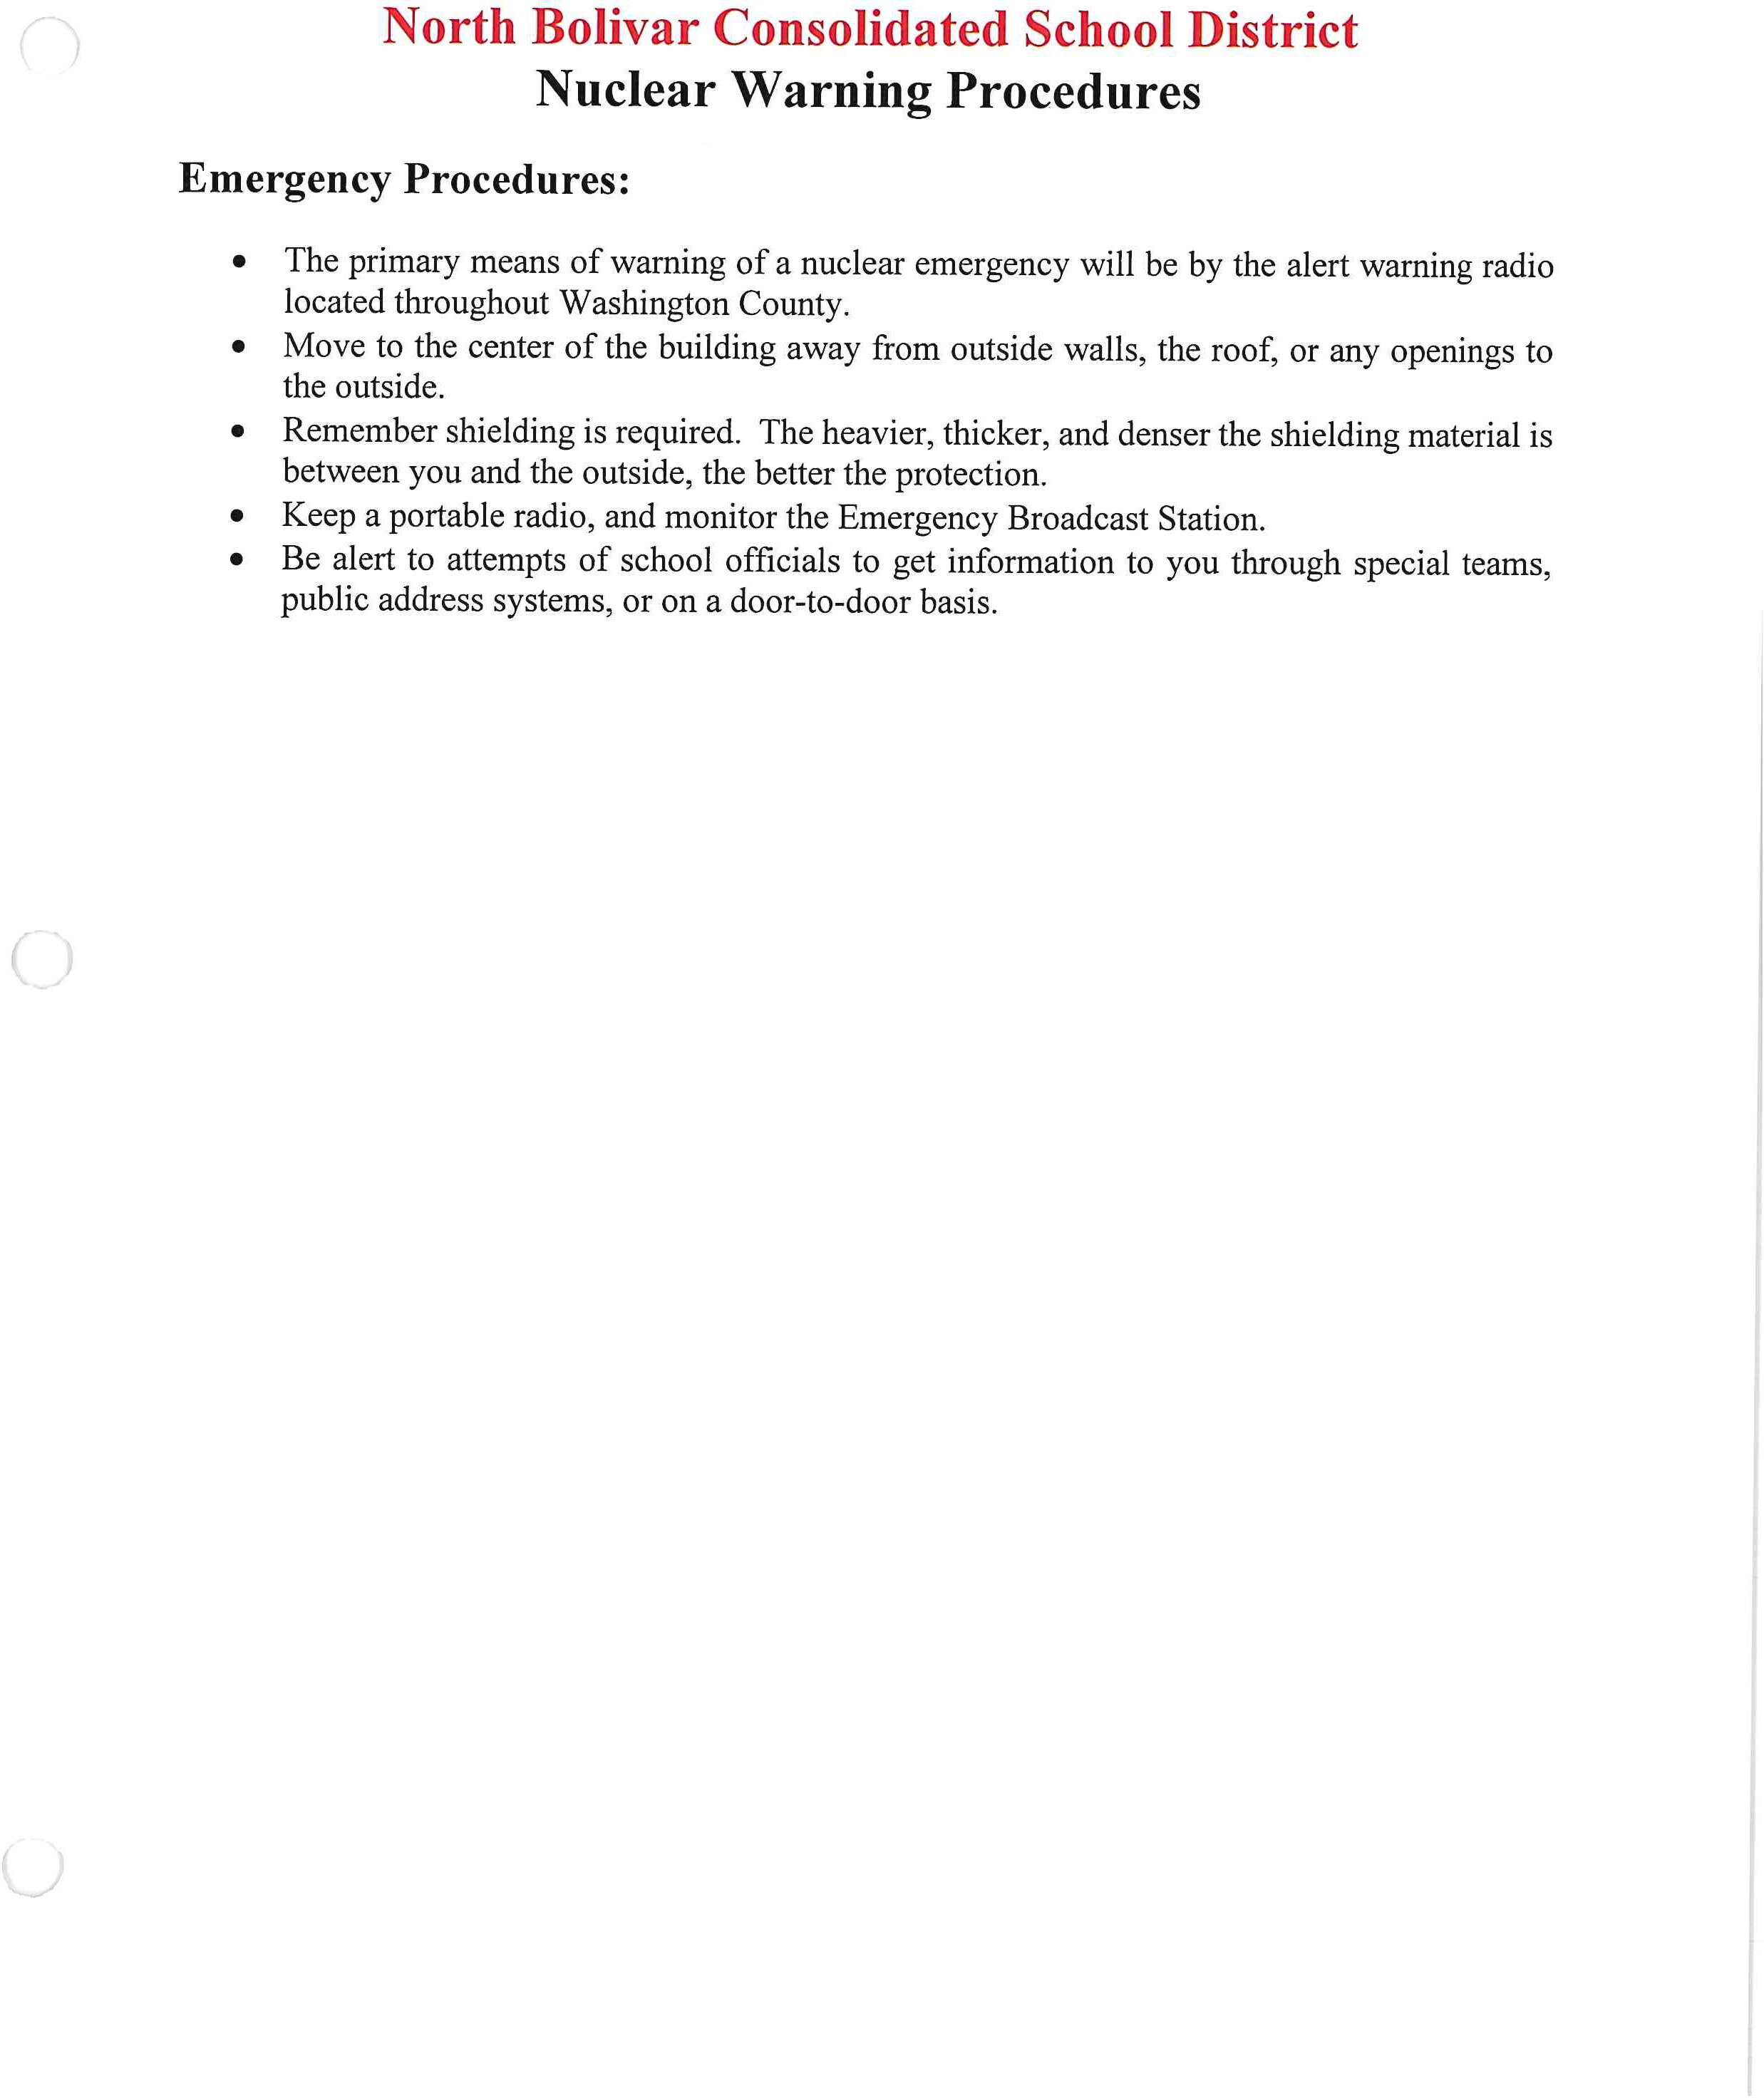 North Bolivar Consolidated School District
Nuclear Warning Procedures
Emergency Procedures:
• The primary means of warning of a nuclear emergency will be by the alert warning radio
located throughout Washington County.
• Move to the center of the building away from outside walls, the roof, or any openings to
the outside.
• Remember shielding is required. The heavier, thicker, and denser the shielding material is
between you and the outside, the better the protection.
• Keep a portable radio, and monitor the Emergency Broadcast Station.
• Be alert to attempts of school officials to get information to you through special teams,
public address systems, or on a door-to-door basis.